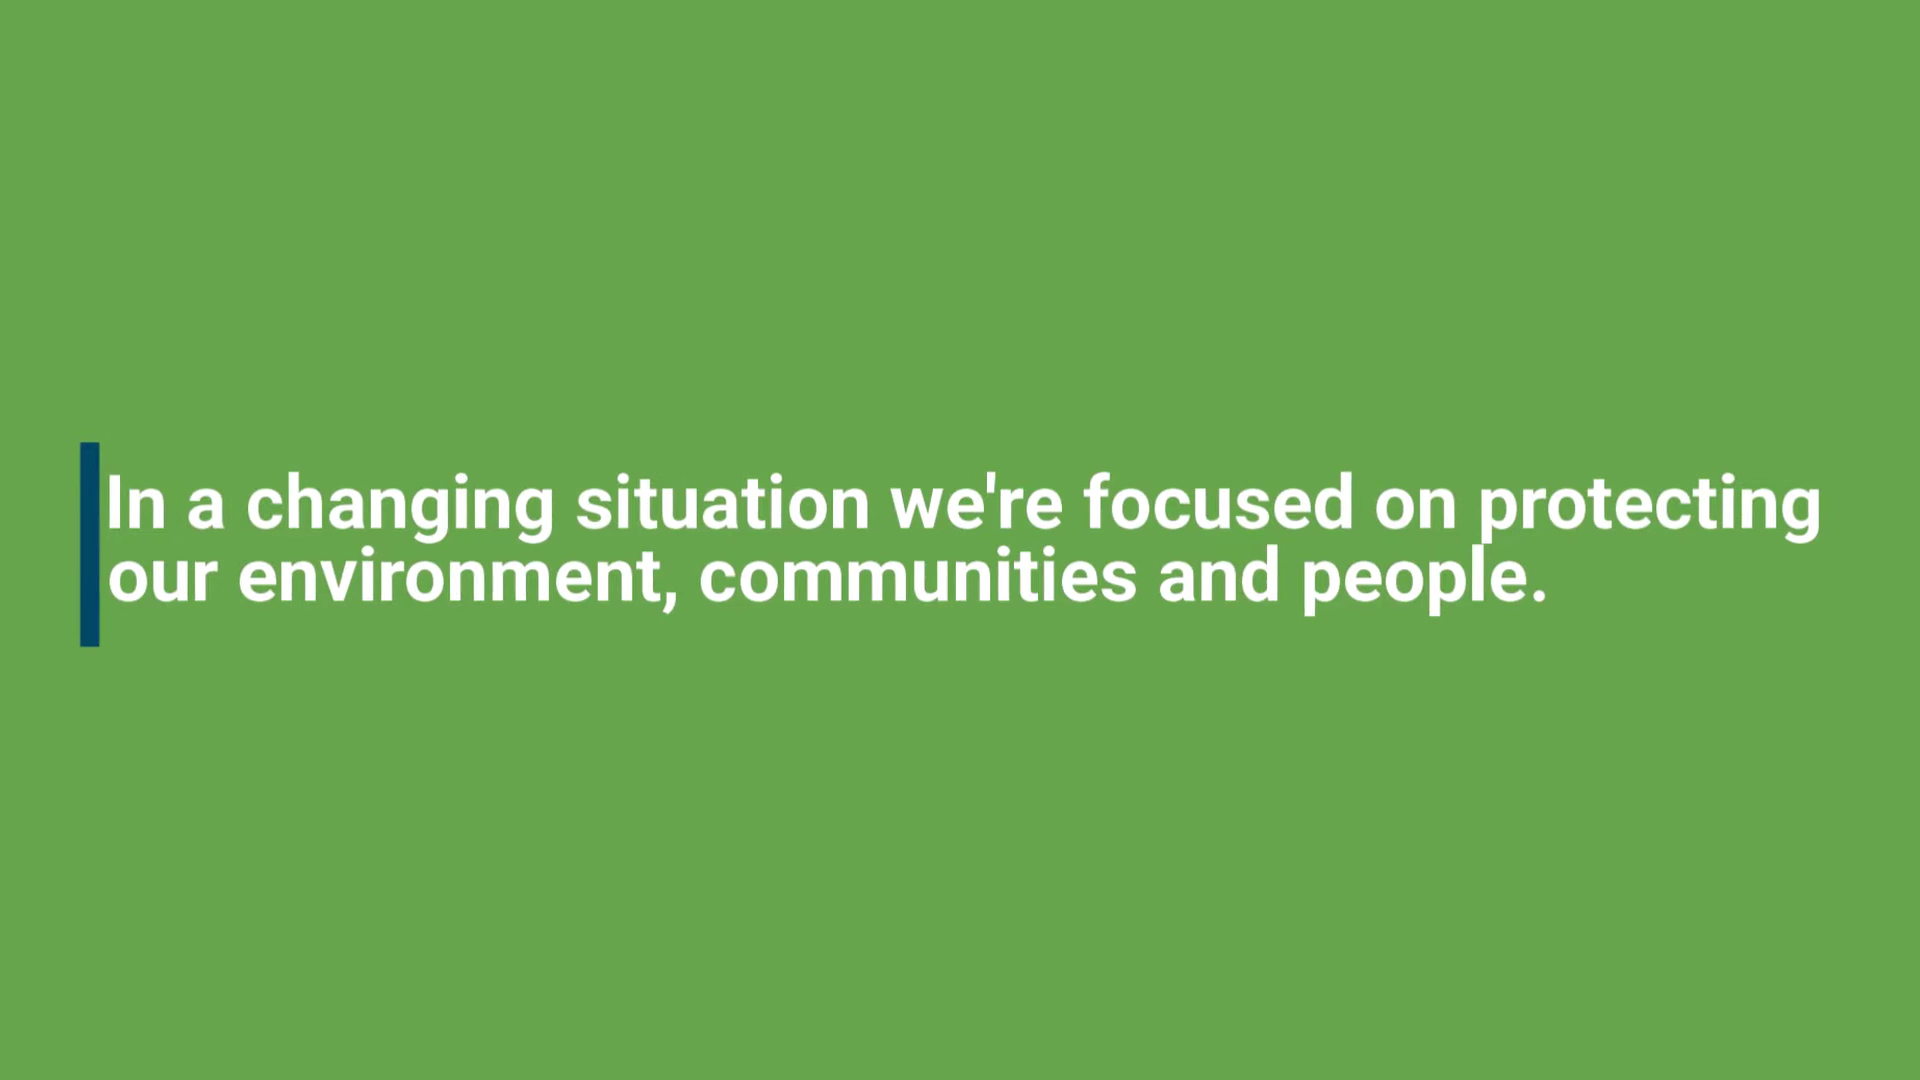 In a changing situation we're focused on protecting
our environment, communities and people.